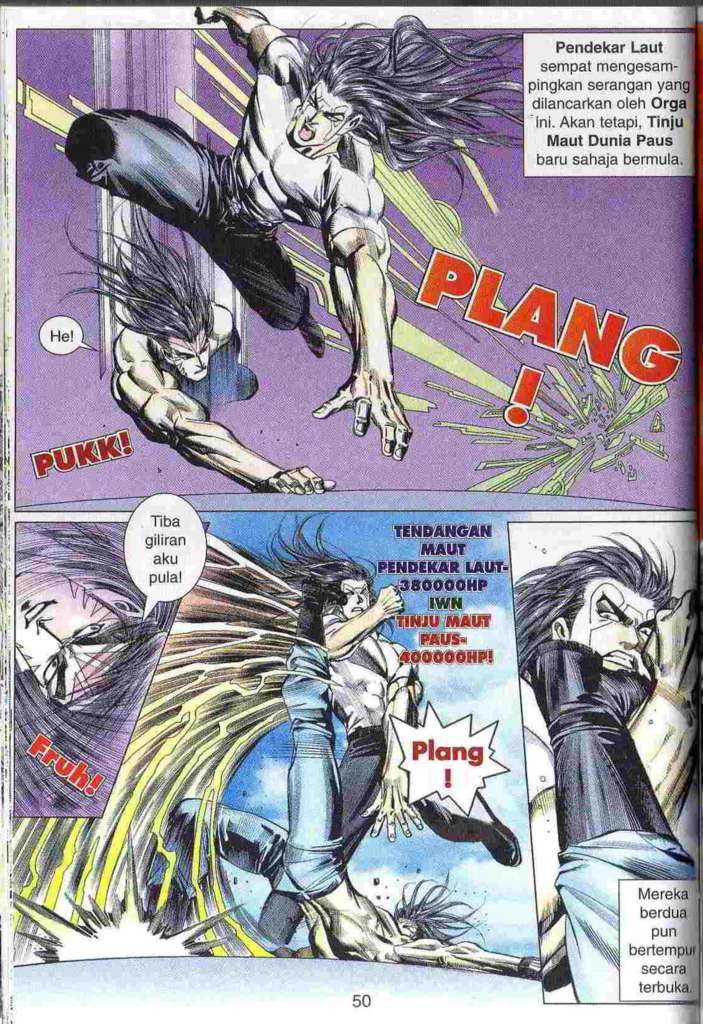 Pendekar Laut
sempat mengesam-
pingkan serangan yang
dilancarkan oleh Orga
Ini. Akan tetapi, Tinju
Maut Dunia Paus
baru sahaja bermula.
PLANG
!
He!
PUKK!
Tiba
giliran
aku
pula!
Fruh!
TENDANGAN
MAUT
PENDEKAR LAUT-
380000HP
IWN
TINJU MAUT
PAUS-
400000HP!
Plang
!
Mereka
berdua
pun
bertempur
secara
terbuka.
50